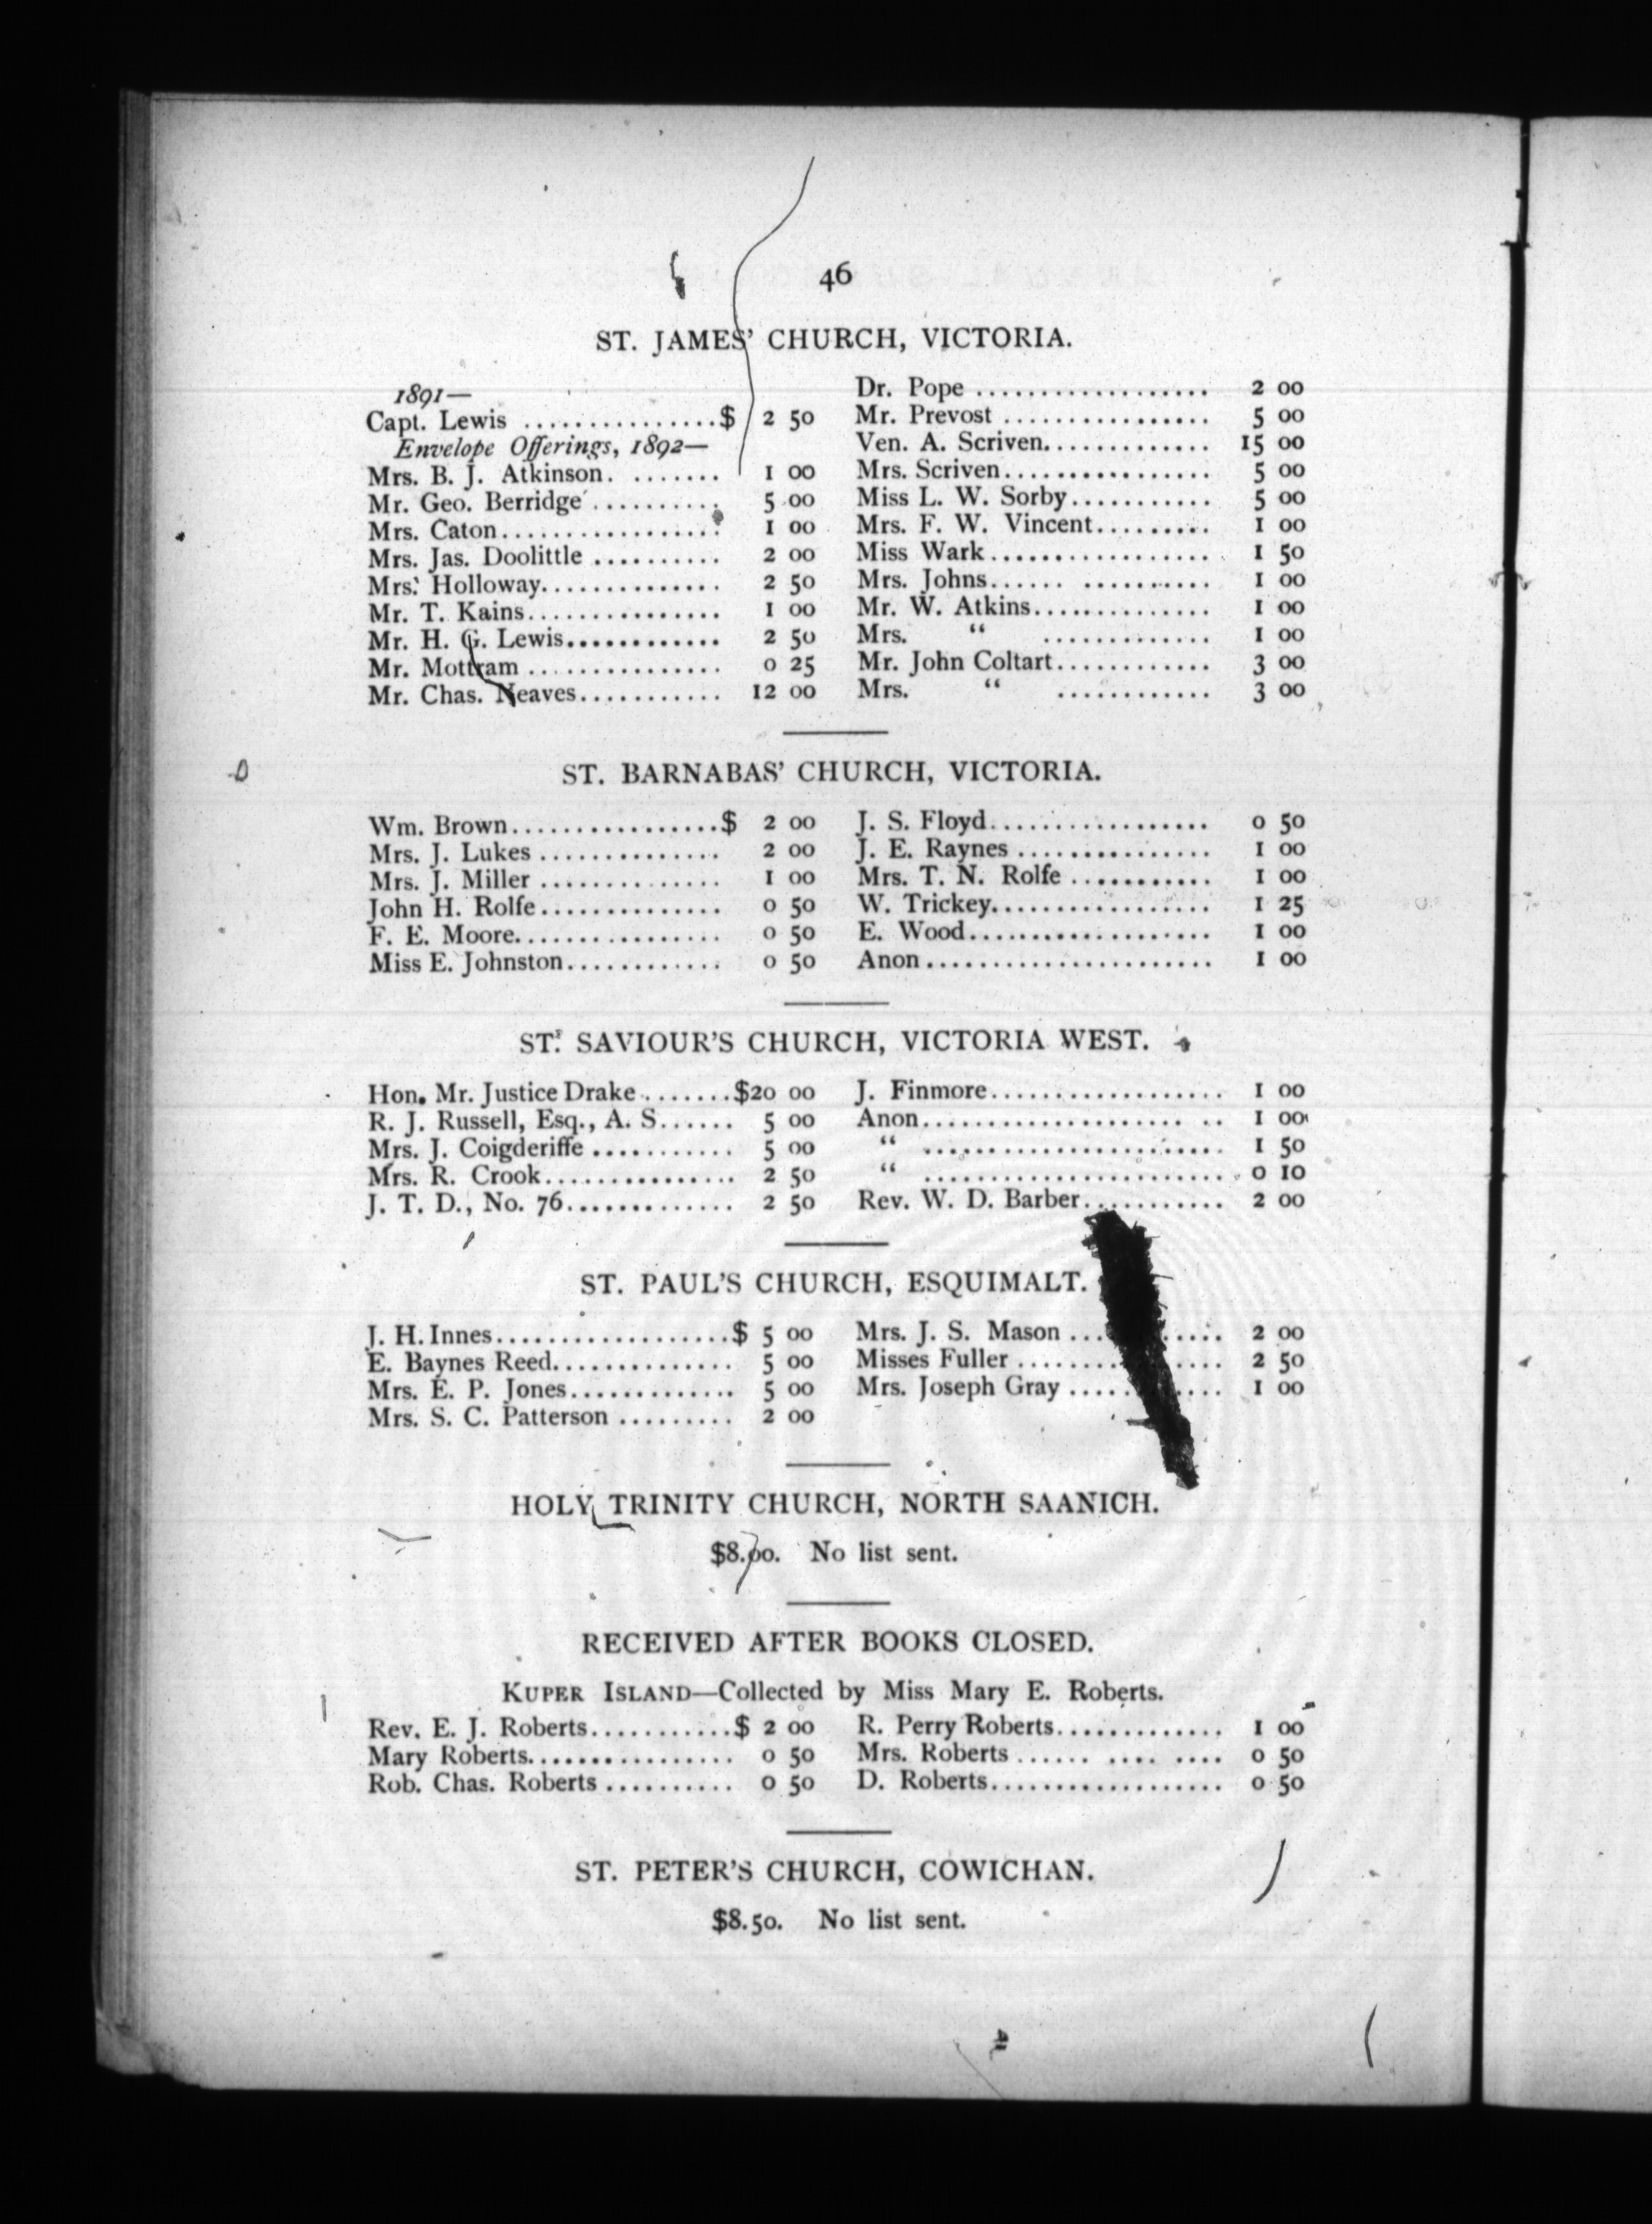 46
ST. JAMES' CHURCH, VICTORIA.
1891—
Capt. Lewis ................$ 2 50
Envelope Offerings, 1892—
Mrs. B. J. Atkinson. ....... 1 00
Mr. Geo. Berridge .......... 5 00
Mrs. Caton................. 1 00
Mrs. Jas. Doolittle .......... 2 00
Mrs. Holloway.............. 2 50
Mr. T. Kains............... 1 00
Mr. H. G. Lewis............ 2 50
Mr. Mottram ............... 0 25
Mr. Chas. Neaves........... 12 00
Dr. Pope .................. 2 00
Mr. Prevost ................ 5 00
Ven. A. Scriven............. 15 00
Mrs. Scriven................ 5 00
Miss L. W. Sorby........... 5 00
Mrs. F. W. Vincent......... 1 00
Miss Wark................. 1 50
Mrs. Johns...... .......... 1 00
Mr. W. Atkins.............. 1 00
Mrs. " ............. 1 00
Mr. John Coltart............ 3 00
Mrs. " ............ 3 00
ST. BARNABAS' CHURCH, VICTORIA.
Wm. Brown................$ 2 00
Mrs. J. Lukes .............. 2 00
Mrs. J. Miller .............. 1 00
John H. Rolfe.............. 0 50
F. E. Moore................ 0 50
Miss E. Johnston............ 0 50
J. S. Floyd................. 0 50
J. E. Raynes ............... 1 00
Mrs. T. N. Rolfe ........... 1 00
W. Trickey................. 1 25
E. Wood................... 1 00
Anon...................... 1 00
ST. SAVIOUR'S CHURCH, VICTORIA WEST.
Hon. Mr. Justice Drake .......$20 00
R. J. Russell, Esq., A. S...... 5 00
Mrs. J. Coigderiffe ........... 5 00
Mrs. R. Crook............... 2 50
J. T. D., No. 76............. 2 50
J. Finmore.................. 1 00
Anon.................... .. 1 00
" ....................... 1 50
" ....................... 0 10
Rev. W. D. Barber........... 2 00
ST. PAUL'S CHURCH, ESQUIMALT.
J. H. Innes..................$ 5 00
E. Baynes Reed.............. 5 00
Mrs. E. P. Jones............. 5 00
Mrs. S. C. Patterson ......... 2 00
Mrs. J. S. Mason ............ 2 00
Misses Fuller ................ 2 50
Mrs. Joseph Gray ............ 1 00
HOLY TRINITY CHURCH, NORTH SAANICH.
$8.00. No list sent.
RECEIVED AFTER BOOKS CLOSED.
KUPER ISLAND—Collected by Miss Mary E. Roberts.
Rev. E. J. Roberts...........$ 2 00
Mary Roberts................ 0 50
Rob. Chas. Roberts .......... 0 50
R. Perry Roberts............. 1 00
Mrs. Roberts ...... .... .... 0 50
D. Roberts.................. 0 50
ST. PETER'S CHURCH, COWICHAN.
$8.50. No list sent.